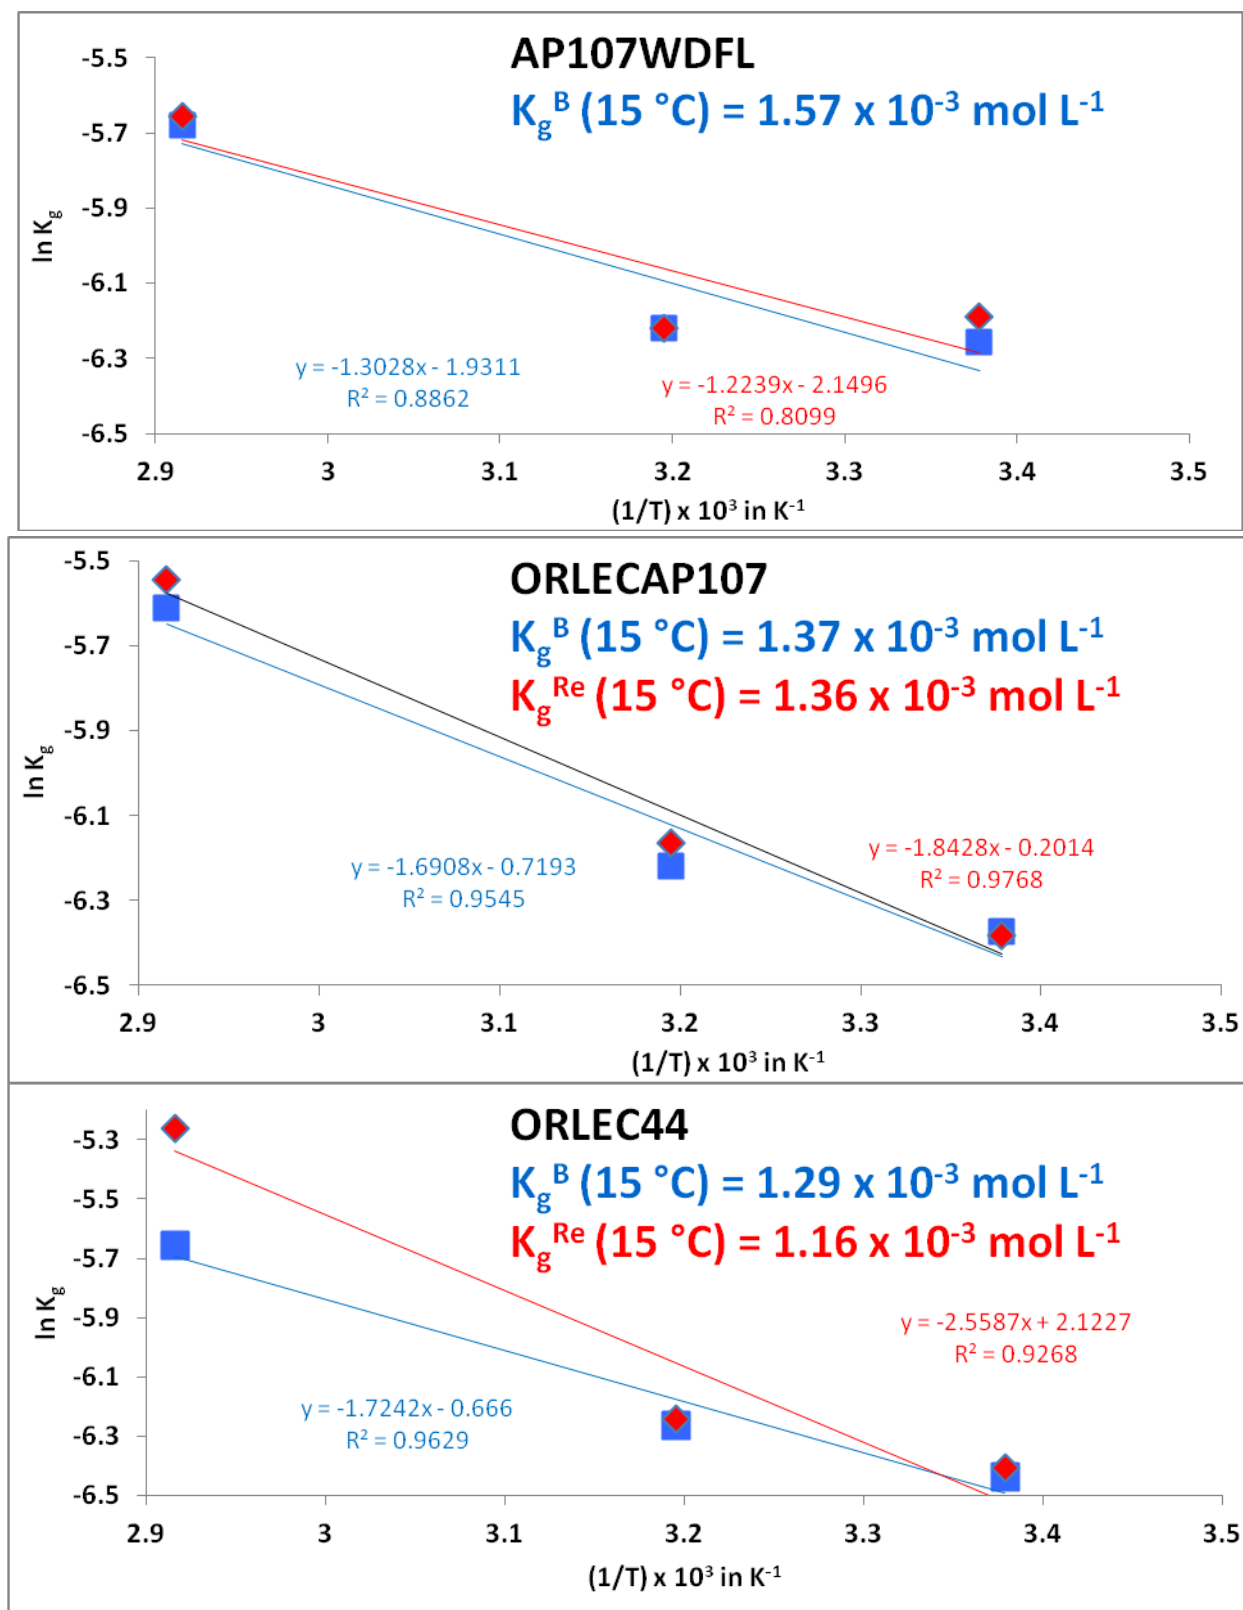 AP107WDFL
K_g^B (15 °C) = 1.57 x 10⁻³ mol L⁻¹
-5.5
-5.7
-5.9
-6.1
-6.3
-6.5
ln K_g
y = -1.3028x - 1.9311
R² = 0.8862
y = -1.2239x - 2.1496
R² = 0.8099
2.9 3 3.1 3.2 3.3 3.4 3.5
(1/T) x 10³ in K⁻¹
ORLECAP107
K_g^B (15 °C) = 1.37 x 10⁻³ mol L⁻¹
K_g^Re (15 °C) = 1.36 x 10⁻³ mol L⁻¹
-5.5
-5.7
-5.9
-6.1
-6.3
-6.5
ln K_g
y = -1.6908x - 0.7193
R² = 0.9545
y = -1.8428x - 0.2014
R² = 0.9768
2.9 3 3.1 3.2 3.3 3.4 3.5
(1/T) x 10³ in K⁻¹
ORLEC44
K_g^B (15 °C) = 1.29 x 10⁻³ mol L⁻¹
K_g^Re (15 °C) = 1.16 x 10⁻³ mol L⁻¹
-5.3
-5.5
-5.7
-5.9
-6.1
-6.3
-6.5
ln K_g
y = -2.5587x + 2.1227
R² = 0.9268
y = -1.7242x - 0.666
R² = 0.9629
2.9 3 3.1 3.2 3.3 3.4 3.5
(1/T) x 10³ in K⁻¹